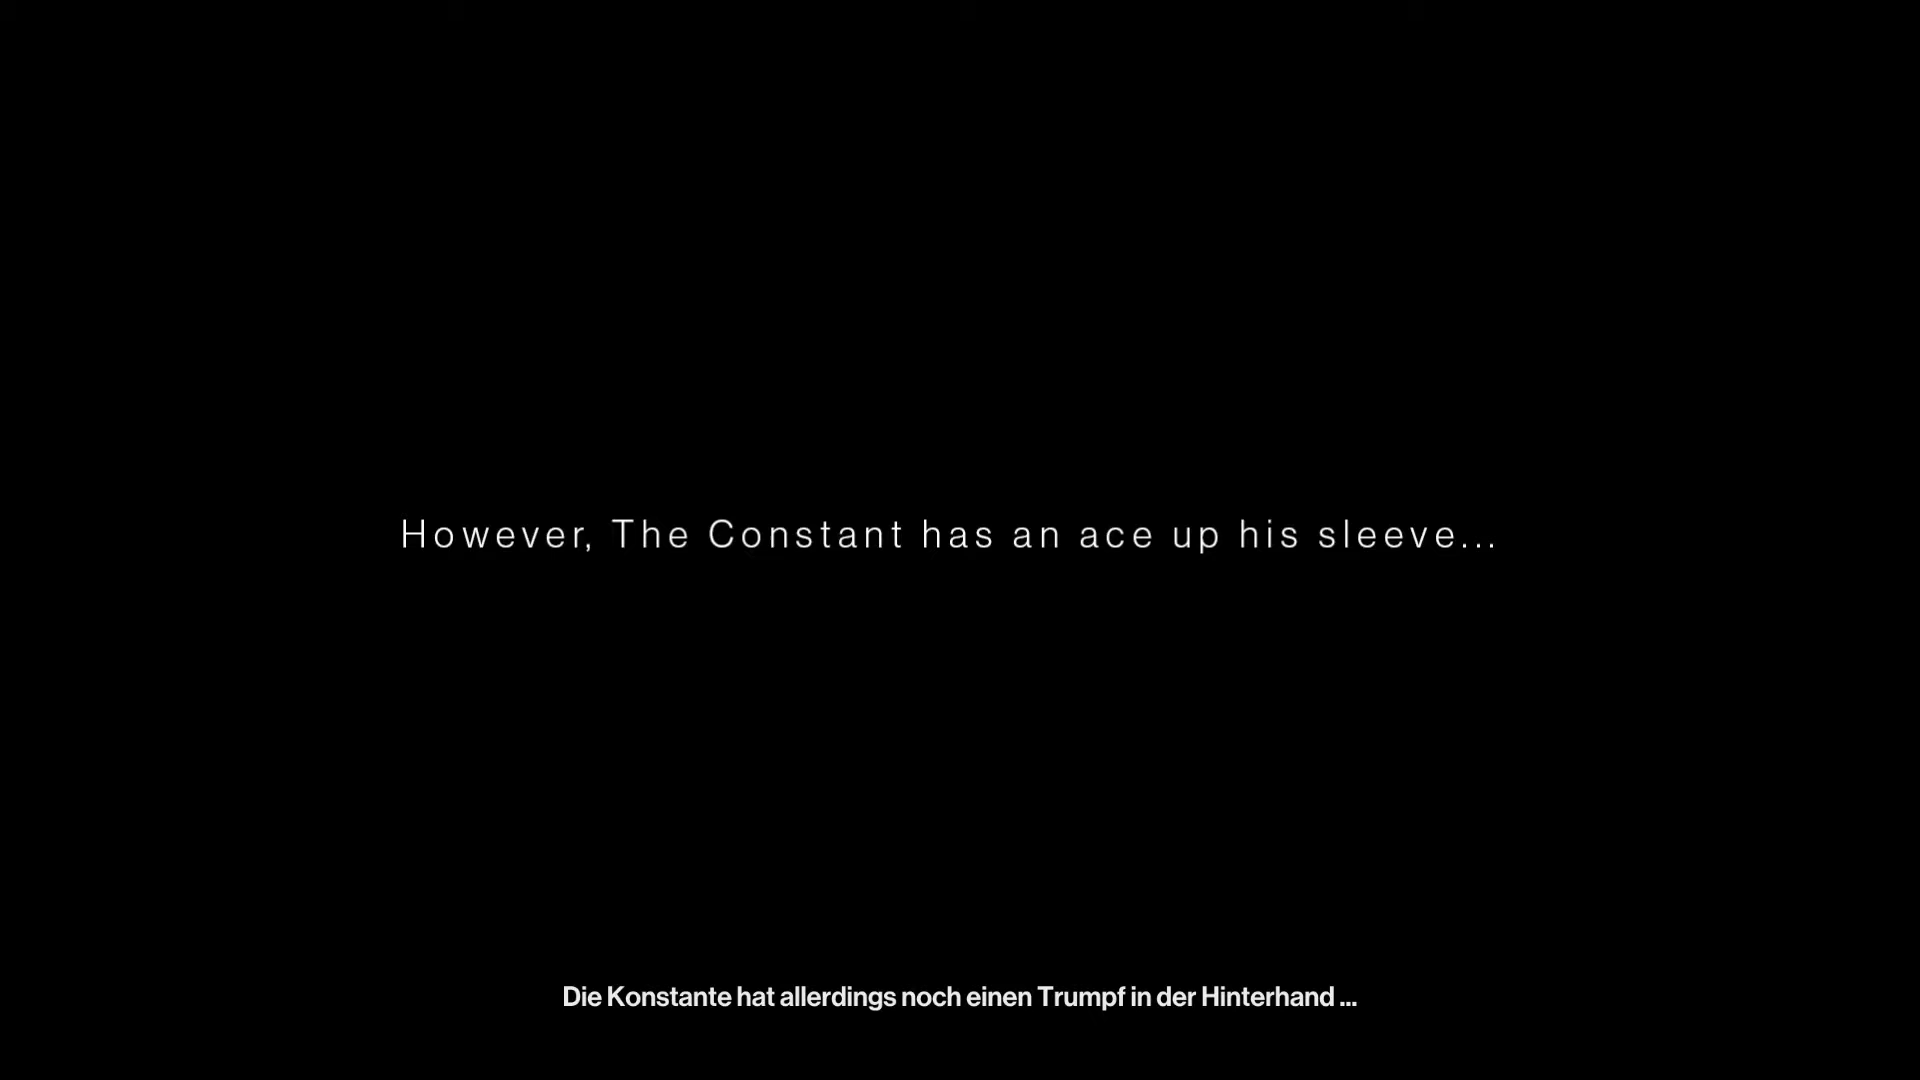 However, The Constant has an ace up his sleeve...
Die Konstante hat allerdings noch einen Trumpf in der Hinterhand ...